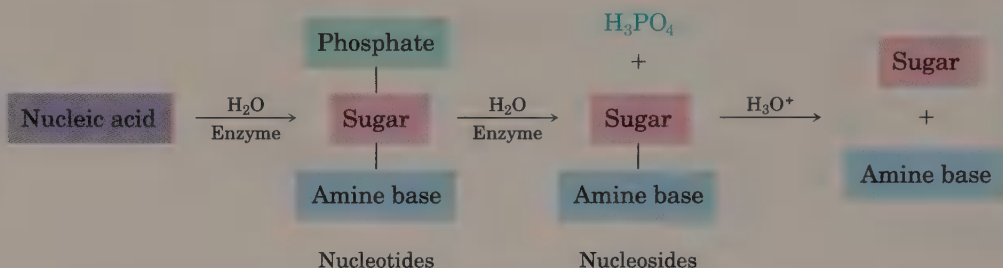 Nucleic acid
H₂O
Enzyme
Phosphate
Sugar
Amine base
Nucleotides
H₂O
Enzyme
H₃PO₄
+
Sugar
Amine base
Nucleosides
H₃O⁺
Sugar
+
Amine base